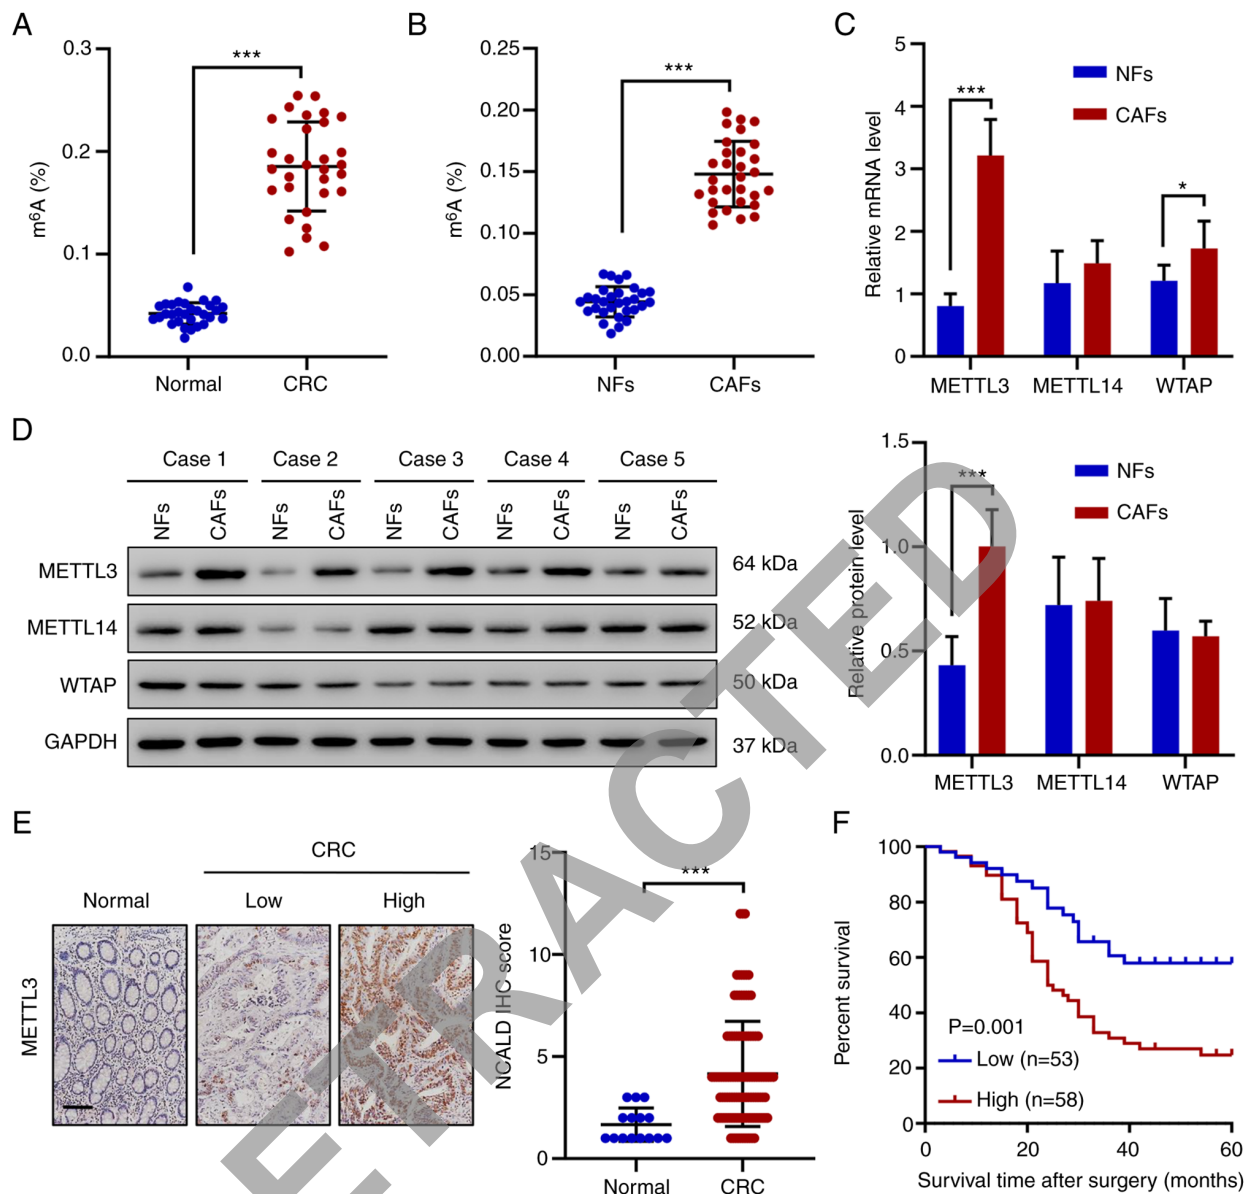 A
0.3
0.2
0.1
0.0
m⁶A (%)
***
Normal
CRC
B
0.25
0.20
0.15
0.10
0.05
0.00
m⁶A (%)
***
NFs
CAFs
C
5
4
3
2
1
0
Relative mRNA level
***
*
NFs
CAFs
METTL3
METTL14
WTAP
D
Case 1
Case 2
Case 3
Case 4
Case 5
NFs
CAFs
NFs
CAFs
NFs
CAFs
NFs
CAFs
NFs
CAFs
METTL3
64 kDa
METTL14
52 kDa
WTAP
50 kDa
GAPDH
37 kDa
1.5
1.0
0.5
0.0
Relative protein level
***
NFs
CAFs
METTL3
METTL14
WTAP
E
CRC
Normal
Low
High
METTL3
15
10
5
0
NCALD IHC score
***
Normal
CRC
F
100
80
60
40
20
0
Percent survival
P=0.001
Low (n=53)
High (n=58)
0
20
40
60
Survival time after surgery (months)
ETRACTED